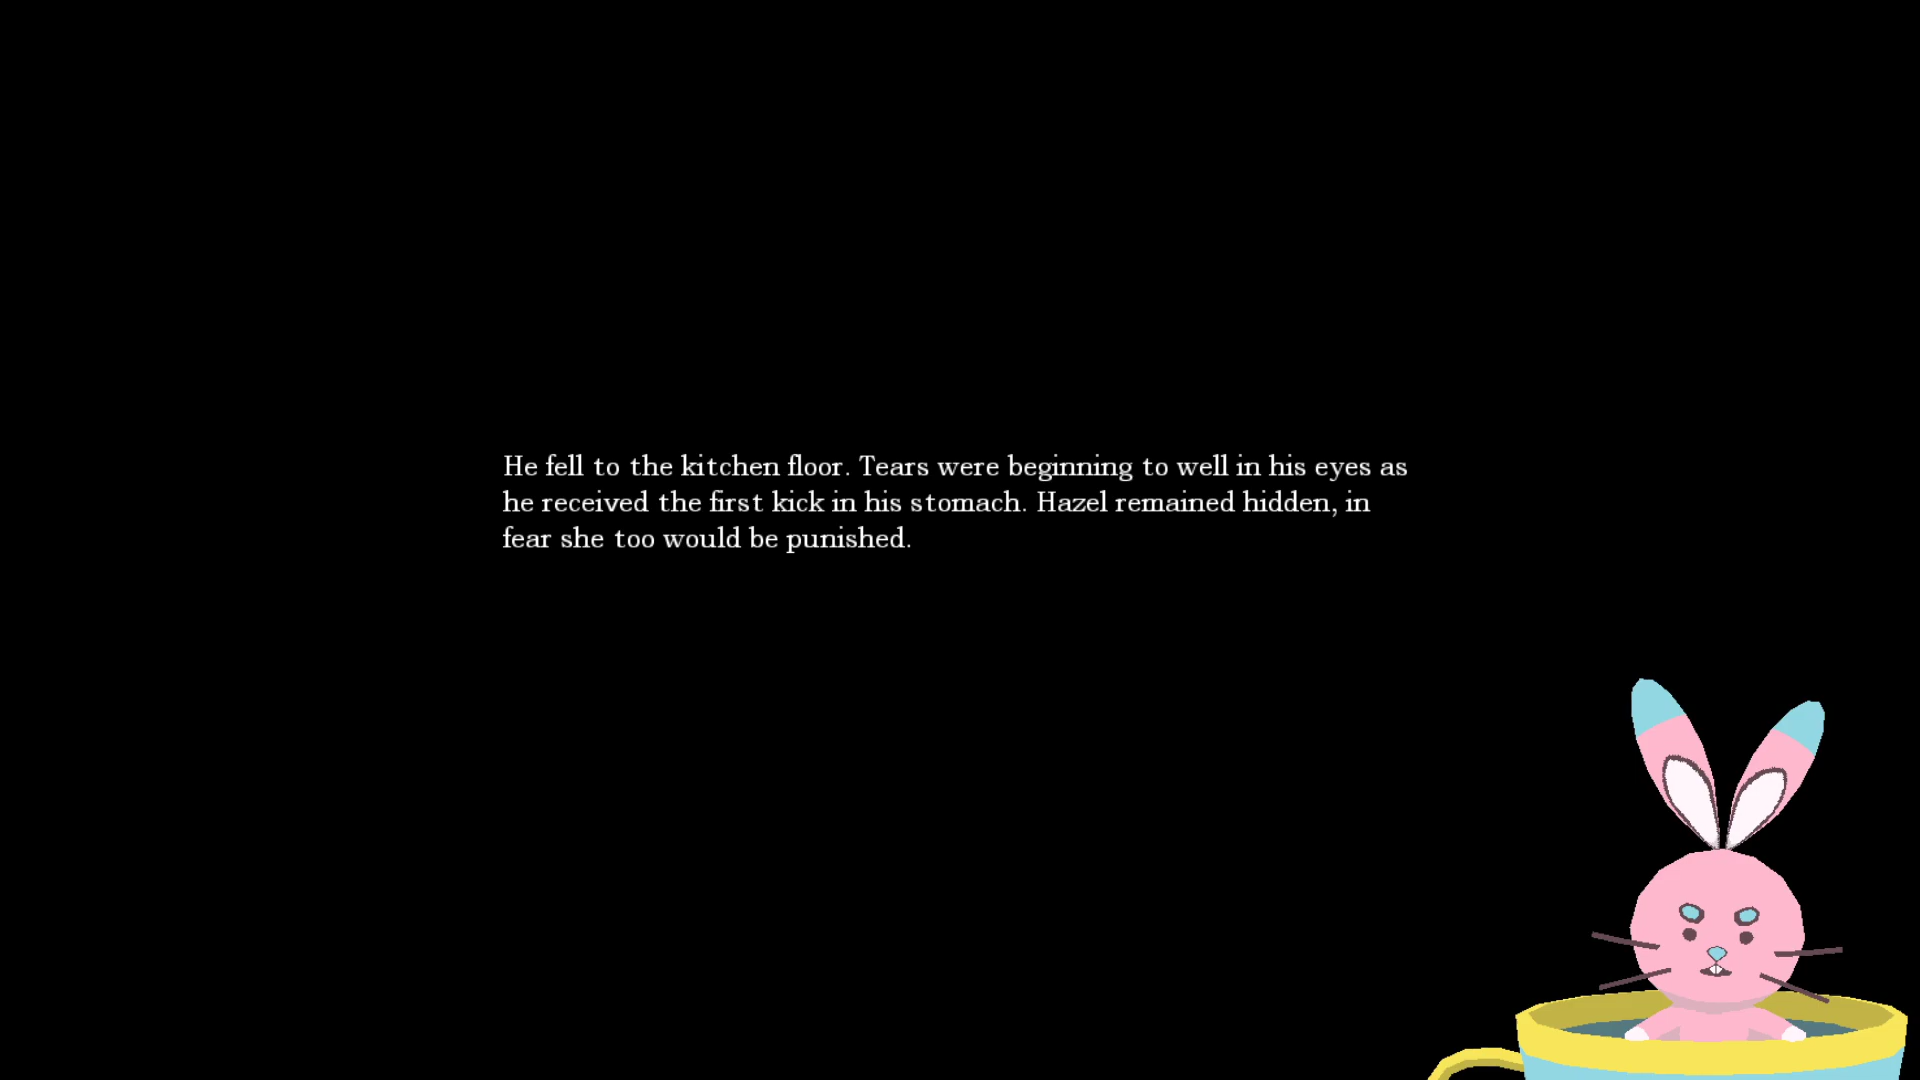 He fell to the kitchen floor. Tears were beginning to well in his eyes as
he received the first kick in his stomach. Hazel remained hidden, in
fear she too would be punished.